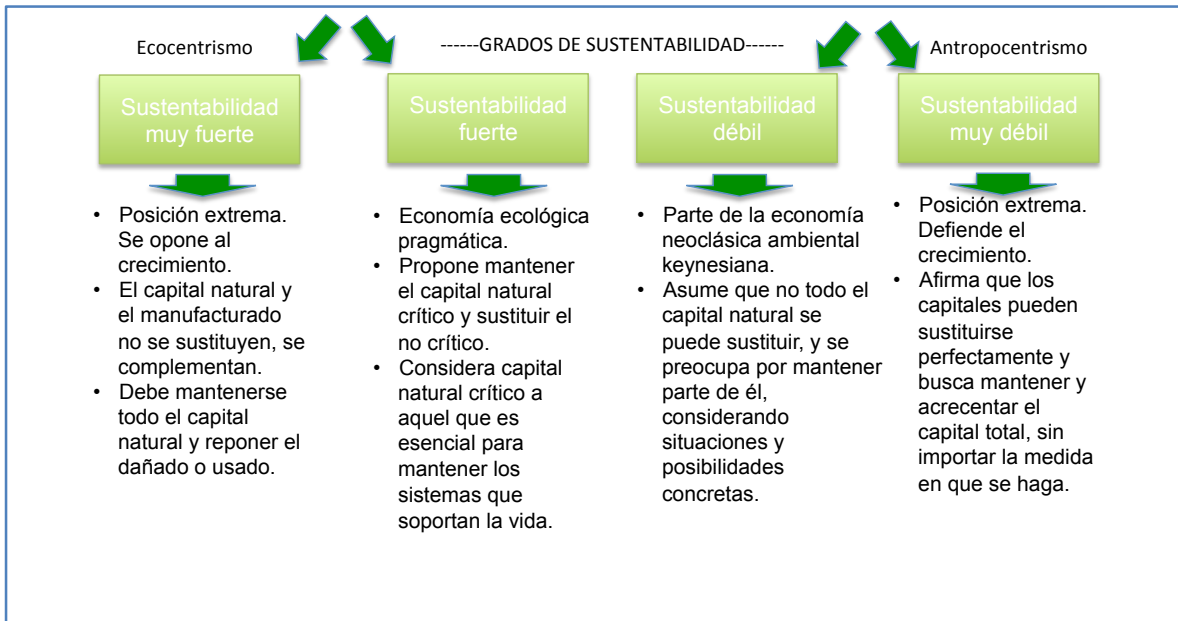 Ecocentrismo
------GRADOS DE SUSTENTABILIDAD------
Antropocentrismo
Sustentabilidad
muy fuerte
Sustentabilidad
fuerte
Sustentabilidad
débil
Sustentabilidad
muy débil
• Posición extrema.
Se opone al
crecimiento.
• El capital natural y
el manufacturado
no se sustituyen, se
complementan.
• Debe mantenerse
todo el capital
natural y reponer el
dañado o usado.
• Economía ecológica
pragmática.
• Propone mantener
el capital natural
crítico y sustituir el
no crítico.
• Considera capital
natural crítico a
aquel que es
esencial para
mantener los
sistemas que
soportan la vida.
• Parte de la economía
neoclásica ambiental
keynesiana.
• Asume que no todo el
capital natural se
puede sustituir, y se
preocupa por mantener
parte de él,
considerando
situaciones y
posibilidades
concretas.
• Posición extrema.
Defiende el
crecimiento.
• Afirma que los
capitales pueden
sustituirse
perfectamente y
busca mantener y
acrecentar el
capital total, sin
importar la medida
en que se haga.